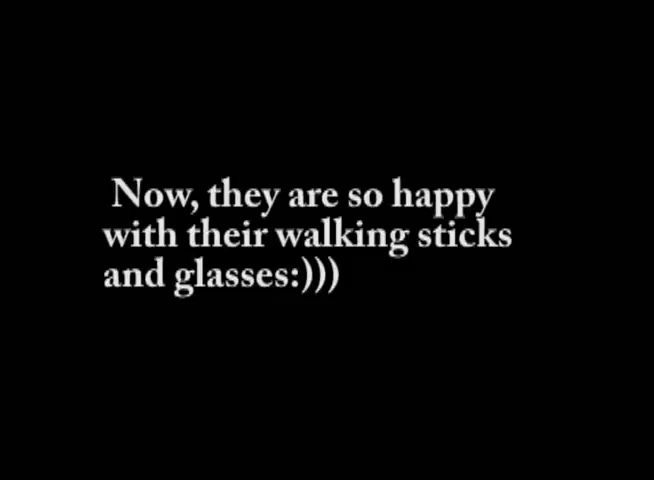 Now, they are so happy
with their walking sticks
and glasses:)))